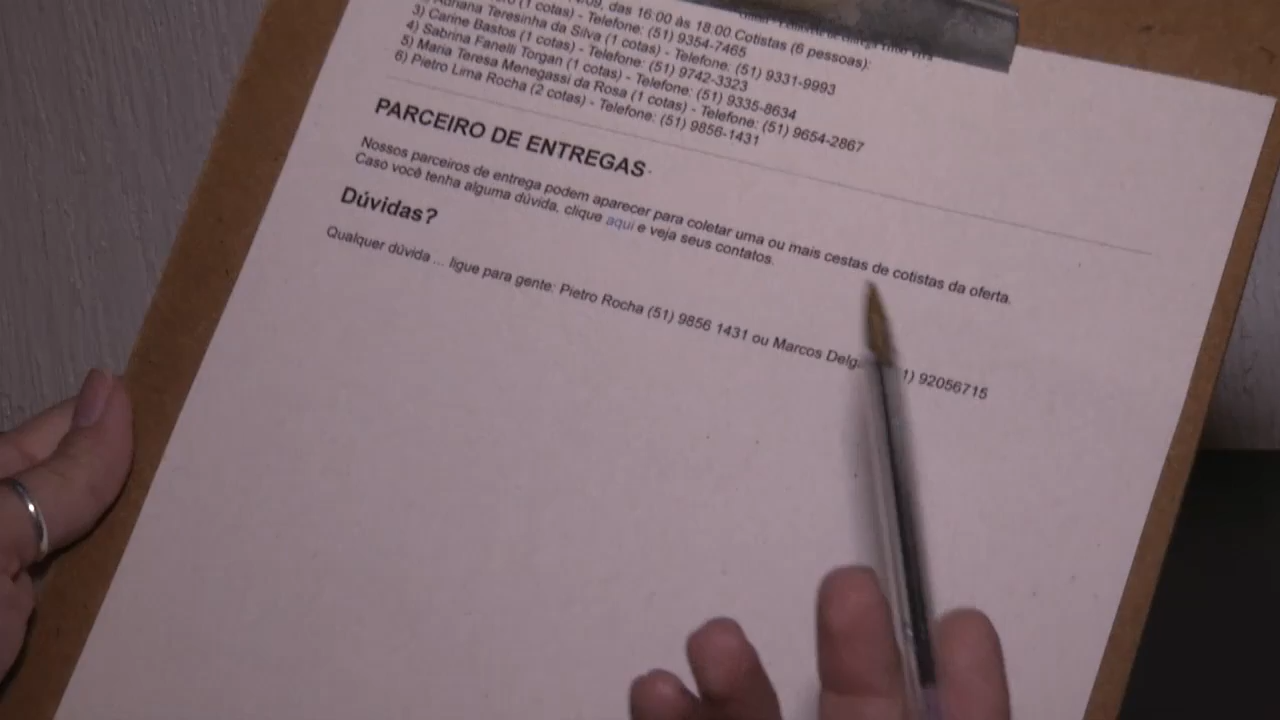 das 16:00 às 18:00.Cotistas (6 pessoas):
(1 cotas) - Telefone: (51) 9354-7465
Adriana Teresinha da Silva (1 cotas) - Telefone: (51) 9331-9993
3) Carine Bastos (1 cotas) - Telefone: (51) 9742-3323
4) Sabrina Fanelli Torgan (1 cotas) - Telefone: (51) 9335-8634
5) Maria Teresa Menegassi da Rosa (1 cotas) - Telefone: (51) 9654-2867
6) Pietro Lima Rocha (2 cotas) - Telefone: (51) 9856-1431
PARCEIRO DE ENTREGAS
Nossos parceiros de entrega podem aparecer para coletar uma ou mais cestas de cotistas da oferta.
Caso você tenha alguma dúvida, clique aqui e veja seus contatos.
Dúvidas?
Qualquer dúvida ... ligue para gente: Pietro Rocha (51) 9856 1431 ou Marcos 92056715